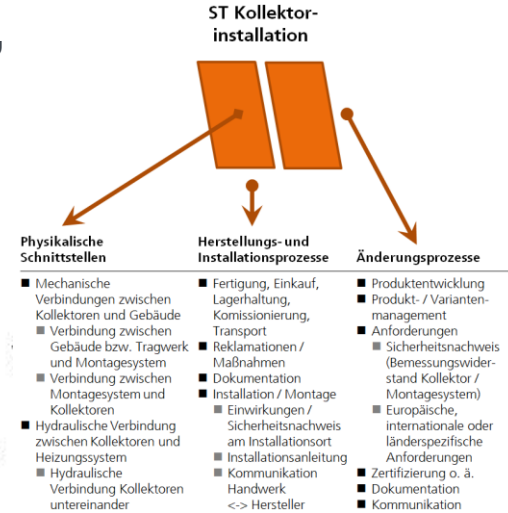 ST Kollektor-
installation
Physikalische
Schnittstellen
■ Mechanische
Verbindungen zwischen
Kollektoren und Gebäude
■ Verbindung zwischen
Gebäude bzw. Tragwerk
und Montagesystem
■ Verbindung zwischen
Montagesystem und
Kollektoren
■ Hydraulische Verbindung
zwischen Kollektoren und
Heizungssystem
■ Hydraulische
Verbindung Kollektoren
untereinander
Herstellungs- und
Installationsprozesse
■ Fertigung, Einkauf,
Lagerhaltung,
Komissionierung,
Transport
■ Reklamationen /
Maßnahmen
■ Dokumentation
■ Installation / Montage
■ Einwirkungen /
Sicherheitsnachweis
am Installationsort
■ Installationsanleitung
■ Kommunikation
Handwerk
<-> Hersteller
Änderungsprozesse
■ Produktentwicklung
■ Produkt- / Varianten-
management
■ Anforderungen
■ Sicherheitsnachweis
(Bemessungswider-
stand Kollektor /
Montagesystem)
■ Europäische,
internationale oder
länderspezifische
Anforderungen
■ Zertifizierung o. ä.
■ Dokumentation
■ Kommunikation